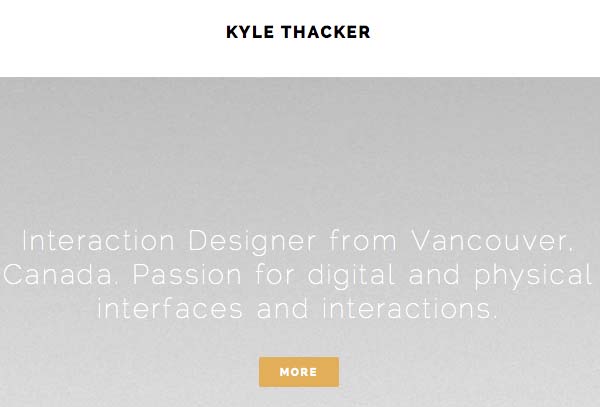 KYLE THACKER
Interaction Designer from Vancouver,
Canada. Passion for digital and physical
interfaces and interactions.
MORE